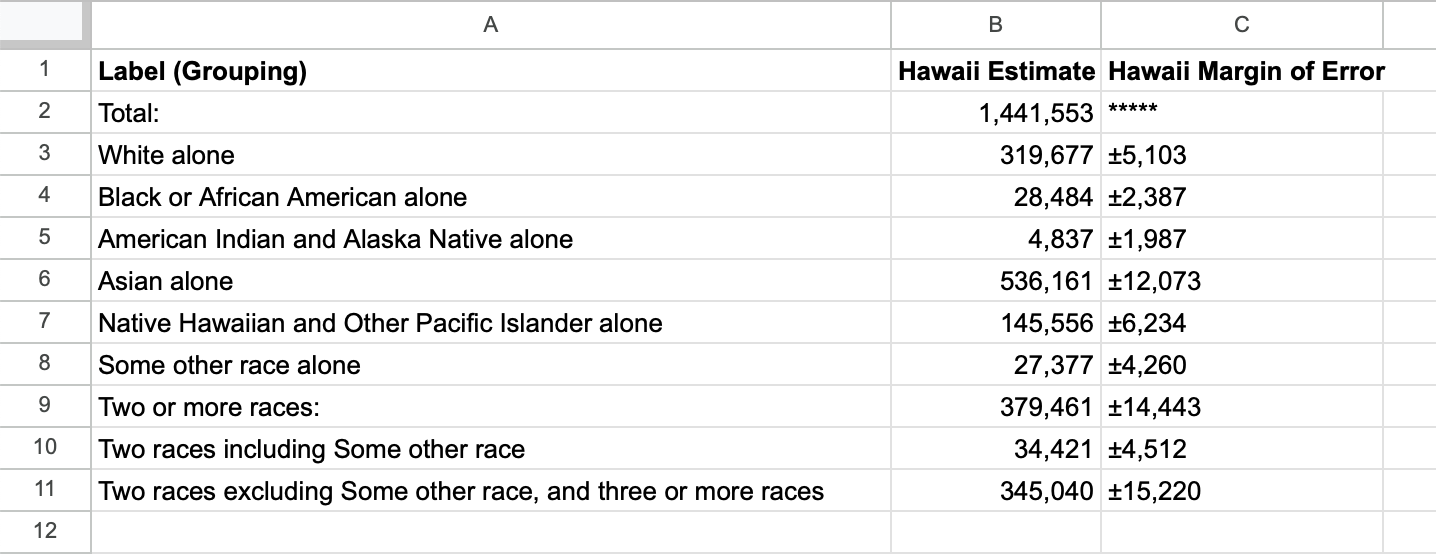 A B C
1 Label (Grouping) Hawaii Estimate Hawaii Margin of Error
2 Total: 1,441,553 *****
3 White alone 319,677 ±5,103
4 Black or African American alone 28,484 ±2,387
5 American Indian and Alaska Native alone 4,837 ±1,987
6 Asian alone 536,161 ±12,073
7 Native Hawaiian and Other Pacific Islander alone 145,556 ±6,234
8 Some other race alone 27,377 ±4,260
9 Two or more races: 379,461 ±14,443
10 Two races including Some other race 34,421 ±4,512
11 Two races excluding Some other race, and three or more races 345,040 ±15,220
12